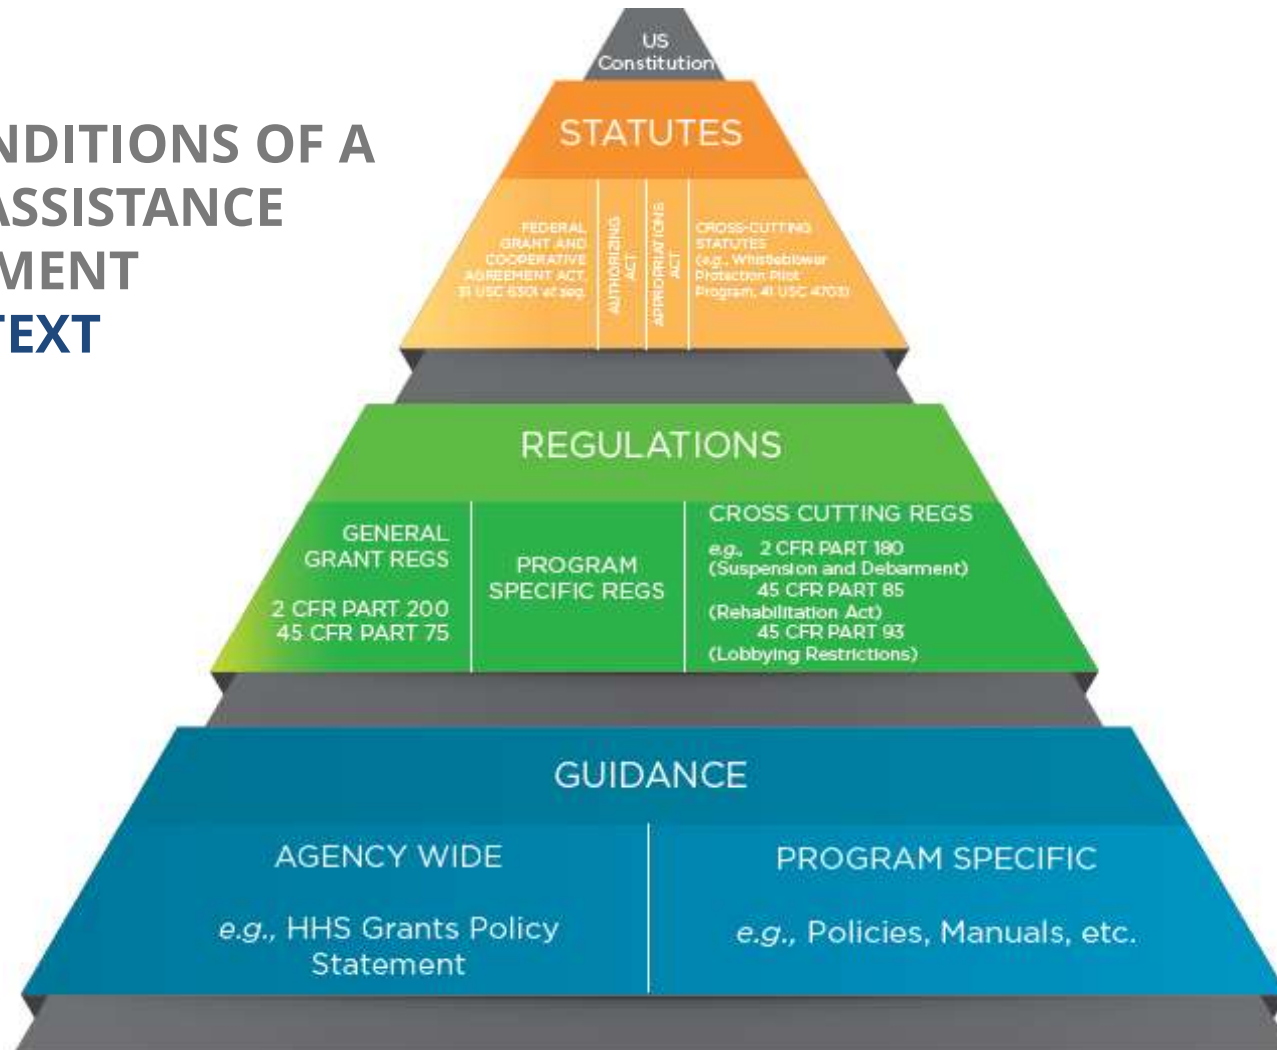 NDITIONS OF A
ASSISTANCE
MENT
TEXT
US
Constitution
STATUTES
FEDERAL
GRANT AND
COOPERATIVE
AGREEMENT ACT,
31 USC 6301 et seq.
AUTHORIZING
ACT
APPROPRIATIONS
ACT
CROSS-CUTTING
STATUTES
(e.g., Whistleblower
Protection Pilot
Program, 41 USC 4703)
REGULATIONS
GENERAL
GRANT REGS
2 CFR PART 200
45 CFR PART 75
PROGRAM
SPECIFIC REGS
CROSS CUTTING REGS
e.g., 2 CFR PART 180
(Suspension and Debarment)
45 CFR PART 85
(Rehabilitation Act)
45 CFR PART 93
(Lobbying Restrictions)
GUIDANCE
AGENCY WIDE
e.g., HHS Grants Policy
Statement
PROGRAM SPECIFIC
e.g., Policies, Manuals, etc.